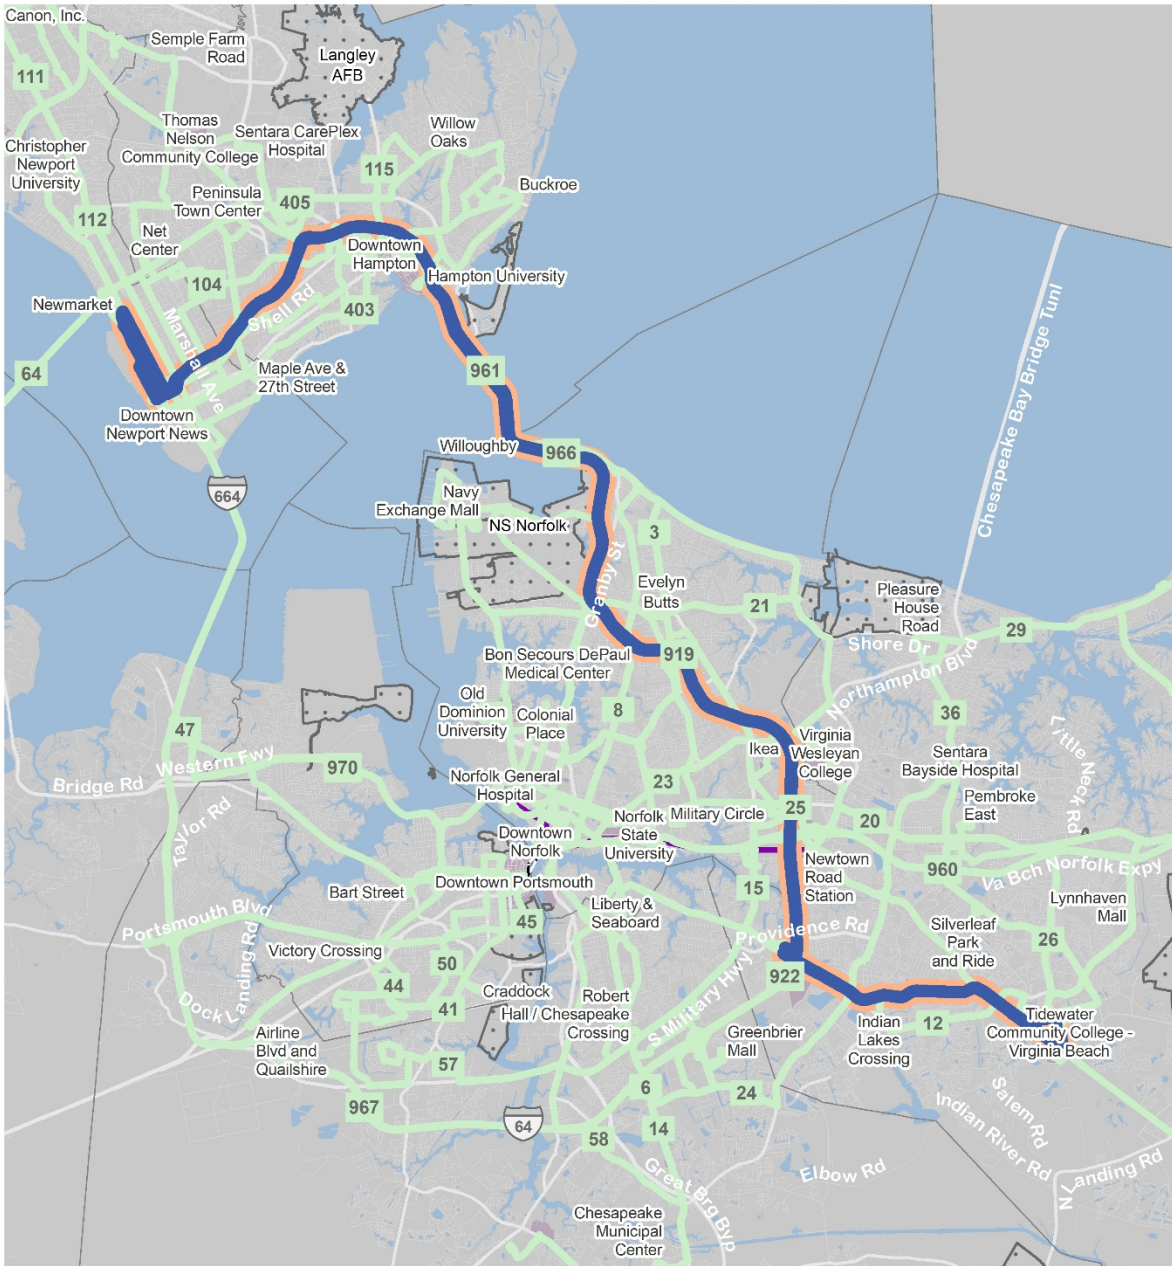 Canon, Inc.
Semple Farm
Road
Langley
AFB
111
Thomas
Nelson
Community College
Sentara CarePlex
Hospital
Willow
Oaks
Christopher
Newport
University
115
Buckroe
Peninsula
Town Center
405
112
Net
Center
Downtown
Hampton
Hampton University
104
Newmarket
Shell Rd
403
Marshall Ave
64
961
Maple Ave &
27th Street
Downtown
Newport News
Chesapeake Bay Bridge Tunl
Willoughby
966
664
Navy
Exchange Mall
NS Norfolk
3
Granby St
Evelyn
Butts
21
Pleasure
House
Road
29
Shore Dr
Bon Secours DePaul
Medical Center
919
Northampton Blvd
Old
Dominion
University
Colonial
Place
8
36
47
Ikea
Virginia
Wesleyan
College
Little Neck Rd
Western Fwy
Bridge Rd
970
Sentara
Bayside Hospital
Norfolk General
Hospital
23
Pembroke
East
Taylor Rd
Military Circle
25
20
Downtown
Norfolk
Norfolk
State
University
Newtown
Road
Station
960
Va Bch Norfolk Expy
Bart Street
Downtown Portsmouth
15
Lynnhaven
Mall
Portsmouth Blvd
45
Liberty &
Seaboard
Providence Rd
Silverleaf
Park
and Ride
26
Victory Crossing
50
Dock Landing Rd
44
922
Craddock
Robert
Hall / Chesapeake
Crossing
S Military Hwy
41
Greenbrier
Mall
Indian
Lakes
Crossing
12
Tidewater
Community College -
Virginia Beach
Airline
Blvd and
Quailshire
57
6
24
Salem Rd
Indian River Rd
967
64
58
14
Great Brg Byp
Elbow Rd
N Landing Rd
Chesapeake
Municipal
Center